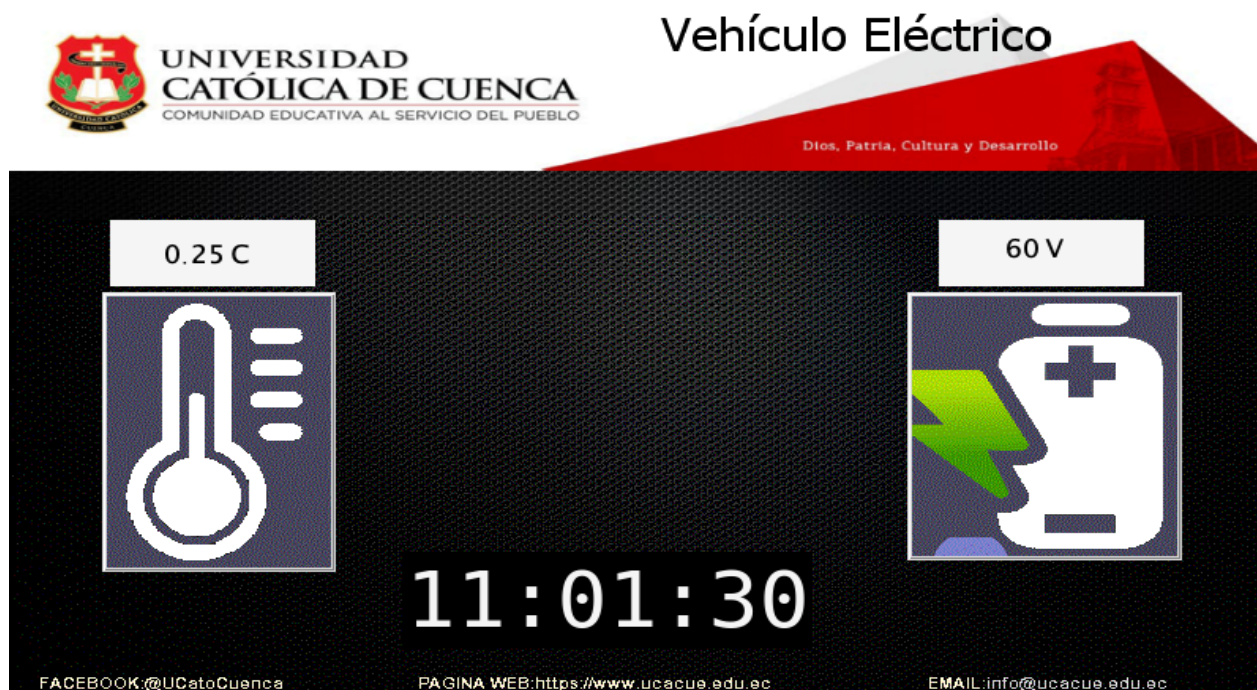 Vehículo Eléctrico
UNIVERSIDAD
CATÓLICA DE CUENCA
COMUNIDAD EDUCATIVA AL SERVICIO DEL PUEBLO
Dios, Patria, Cultura y Desarrollo
0.25 C
60 V
11:01:30
FACEBOOK:@UCatoCuenca
PAGINA WEB:https://www.ucacue.edu.ec
EMAIL:info@ucacue.edu.ec